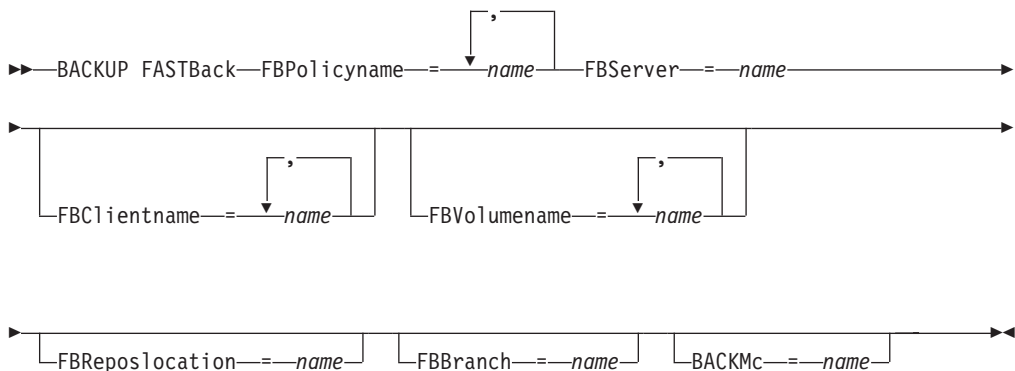 ,
BACKUP FASTBack FBPolicyname = name FBServer = name
, ,
FBClientname = name FBVolumename = name
FBReposlocation = name FBBranch = name BACKMc = name